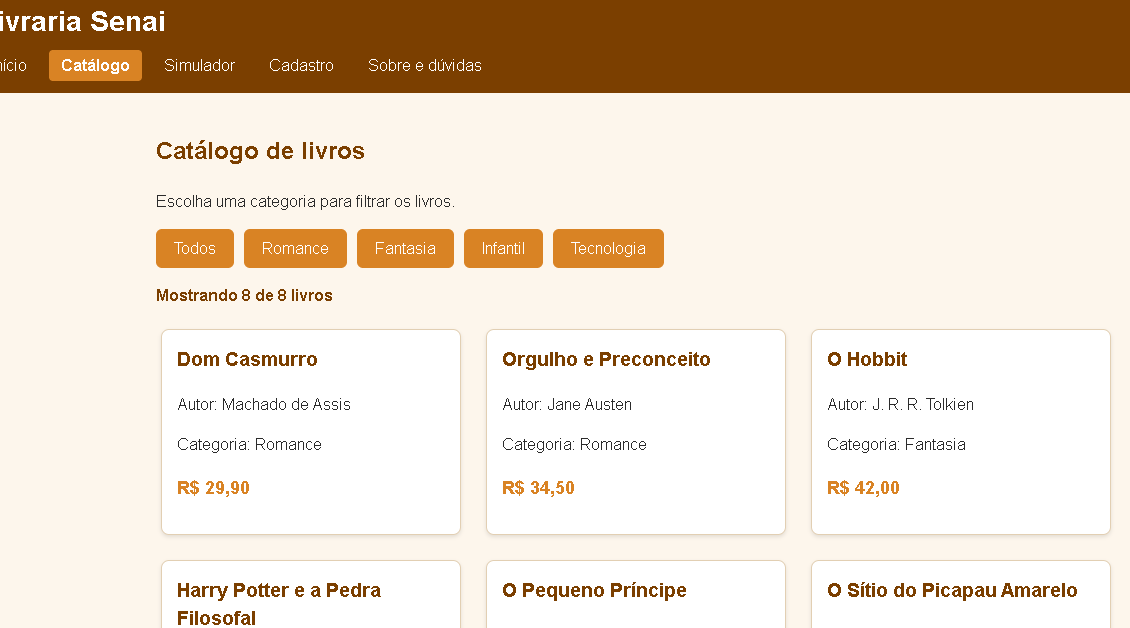 ivraria Senai
nício Catálogo Simulador Cadastro Sobre e dúvidas
Catálogo de livros
Escolha uma categoria para filtrar os livros.
Todos Romance Fantasia Infantil Tecnologia
Mostrando 8 de 8 livros
Dom Casmurro
Autor: Machado de Assis
Categoria: Romance
R$ 29,90
Orgulho e Preconceito
Autor: Jane Austen
Categoria: Romance
R$ 34,50
O Hobbit
Autor: J. R. R. Tolkien
Categoria: Fantasia
R$ 42,00
Harry Potter e a Pedra
Filosofal
O Pequeno Príncipe
O Sítio do Picapau Amarelo